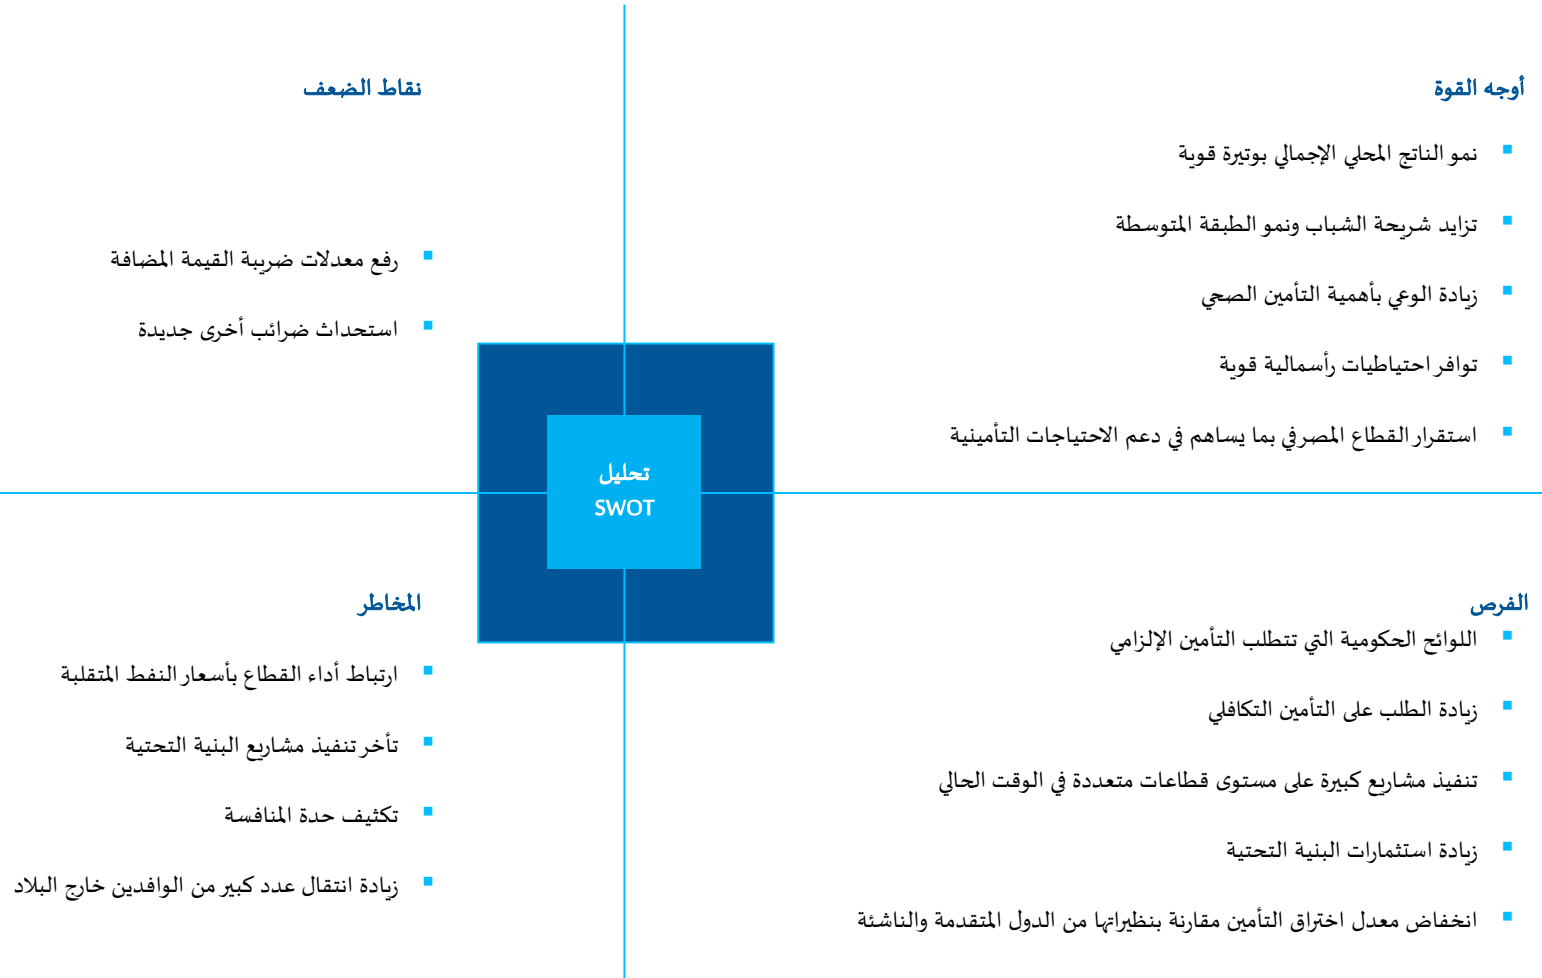 أوجه القوة
نمو الناتج المحلي الإجمالي بوتيرة قوية
تزايد شريحة الشباب ونمو الطبقة المتوسطة
زيادة الوعي بأهمية التأمين الصحي
توافر احتياطيات رأسمالية قوية
استقرار القطاع المصرفي بما يساهم في دعم الاحتياجات التأمينية
نقاط الضعف
رفع معدلات ضريبة القيمة المضافة
استحداث ضرائب أخرى جديدة
تحليل
SWOT
الفرص
اللوائح الحكومية التي تتطلب التأمين الإلزامي
زيادة الطلب على التأمين التكافلي
تنفيذ مشاريع كبيرة على مستوى قطاعات متعددة في الوقت الحالي
زيادة استثمارات البنية التحتية
انخفاض معدل اختراق التأمين مقارنة بنظيراتها من الدول المتقدمة والناشئة
المخاطر
ارتباط أداء القطاع بأسعار النفط المتقلبة
تأخر تنفيذ مشاريع البنية التحتية
تكثيف حدة المنافسة
زيادة انتقال عدد كبير من الوافدين خارج البلاد